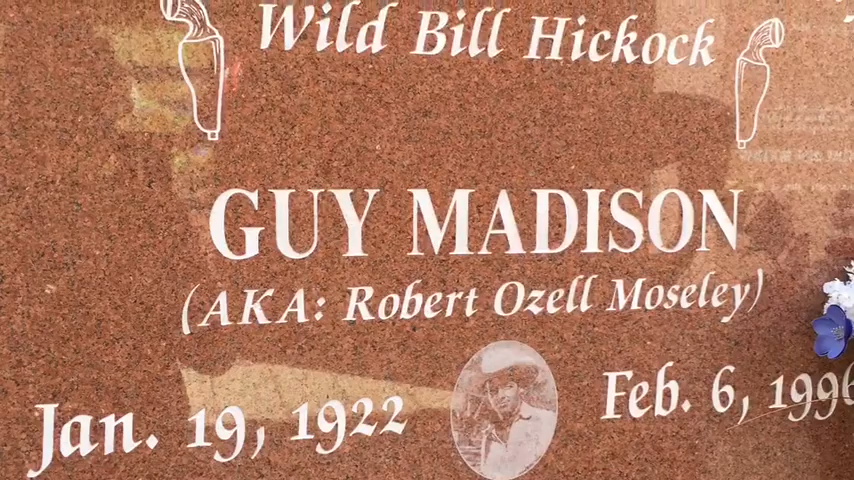 Wild Bill Hickock
GUY MADISON
(AKA: Robert Ozell Moseley)
Jan. 19, 1922
Feb. 6, 1996